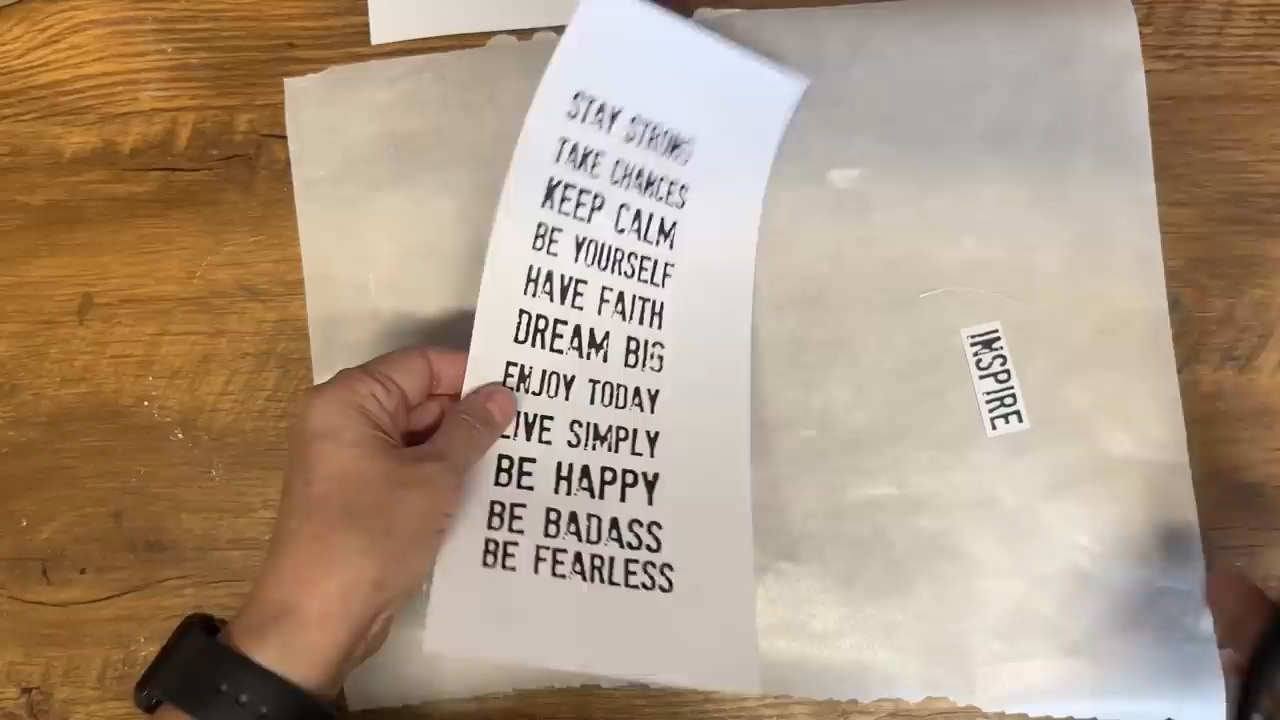 STAY STRONG
TAKE CHANCES
KEEP CALM
BE YOURSELF
HAVE FAITH
DREAM BIG
ENJOY TODAY
LIVE SIMPLY
BE HAPPY
BE BADASS
BE FEARLESS
INSPIRE